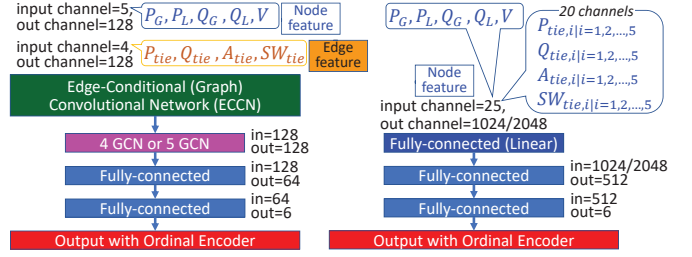 input channel=5,
out channel=128
P_G, P_L, Q_G, Q_L, V
Node
feature
input channel=4,
out channel=128
P_tie, Q_tie, A_tie, SW_tie
Edge
feature
Edge-Conditional (Graph)
Convolutional Network (ECCN)
4 GCN or 5 GCN
in=128
out=128
Fully-connected
in=128
out=64
Fully-connected
in=64
out=6
Output with Ordinal Encoder
P_G, P_L, Q_G, Q_L, V
20 channels
P_tie,i|i=1,2,...,5
Q_tie,i|i=1,2,...,5
A_tie,i|i=1,2,...,5
SW_tie,i|i=1,2,...,5
Node
feature
input channel=25,
out channel=1024/2048
Fully-connected (Linear)
in=1024/2048
out=512
Fully-connected
in=512
out=6
Fully-connected
Output with Ordinal Encoder